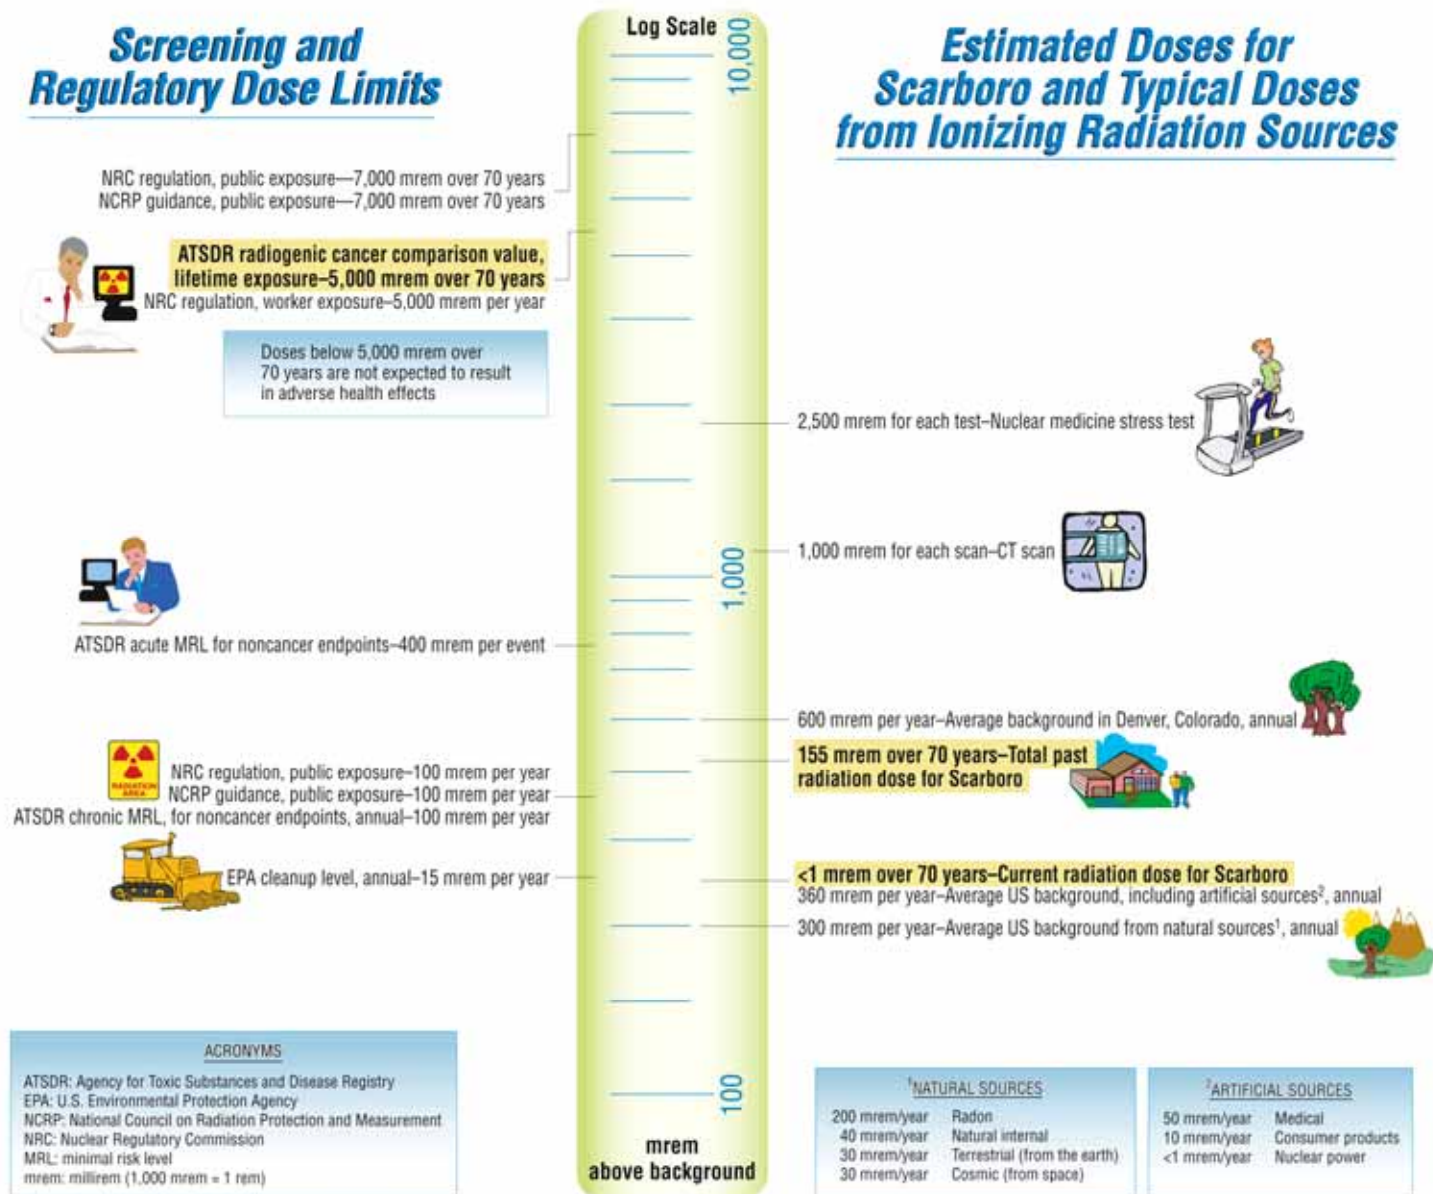 Screening and
Regulatory Dose Limits
NRC regulation, public exposure—7,000 mrem over 70 years
NCRP guidance, public exposure—7,000 mrem over 70 years
ATSDR radiogenic cancer comparison value,
lifetime exposure–5,000 mrem over 70 years
NRC regulation, worker exposure–5,000 mrem per year
Doses below 5,000 mrem over
70 years are not expected to result
in adverse health effects
ATSDR acute MRL for noncancer endpoints–400 mrem per event
RADIATION
AREA
NRC regulation, public exposure–100 mrem per year
NCRP guidance, public exposure–100 mrem per year
ATSDR chronic MRL, for noncancer endpoints, annual–100 mrem per year
EPA cleanup level, annual–15 mrem per year
ACRONYMS
ATSDR: Agency for Toxic Substances and Disease Registry
EPA: U.S. Environmental Protection Agency
NCRP: National Council on Radiation Protection and Measurement
NRC: Nuclear Regulatory Commission
MRL: minimal risk level
mrem: millirem (1,000 mrem = 1 rem)
Log Scale
10,000
1,000
100
mrem
above background
Estimated Doses for
Scarboro and Typical Doses
from Ionizing Radiation Sources
2,500 mrem for each test–Nuclear medicine stress test
1,000 mrem for each scan–CT scan
600 mrem per year–Average background in Denver, Colorado, annual
155 mrem over 70 years–Total past
radiation dose for Scarboro
<1 mrem over 70 years–Current radiation dose for Scarboro
360 mrem per year–Average US background, including artificial sources², annual
300 mrem per year–Average US background from natural sources¹, annual
¹NATURAL SOURCES
200 mrem/year Radon
40 mrem/year Natural internal
30 mrem/year Terrestrial (from the earth)
30 mrem/year Cosmic (from space)
²ARTIFICIAL SOURCES
50 mrem/year Medical
10 mrem/year Consumer products
<1 mrem/year Nuclear power